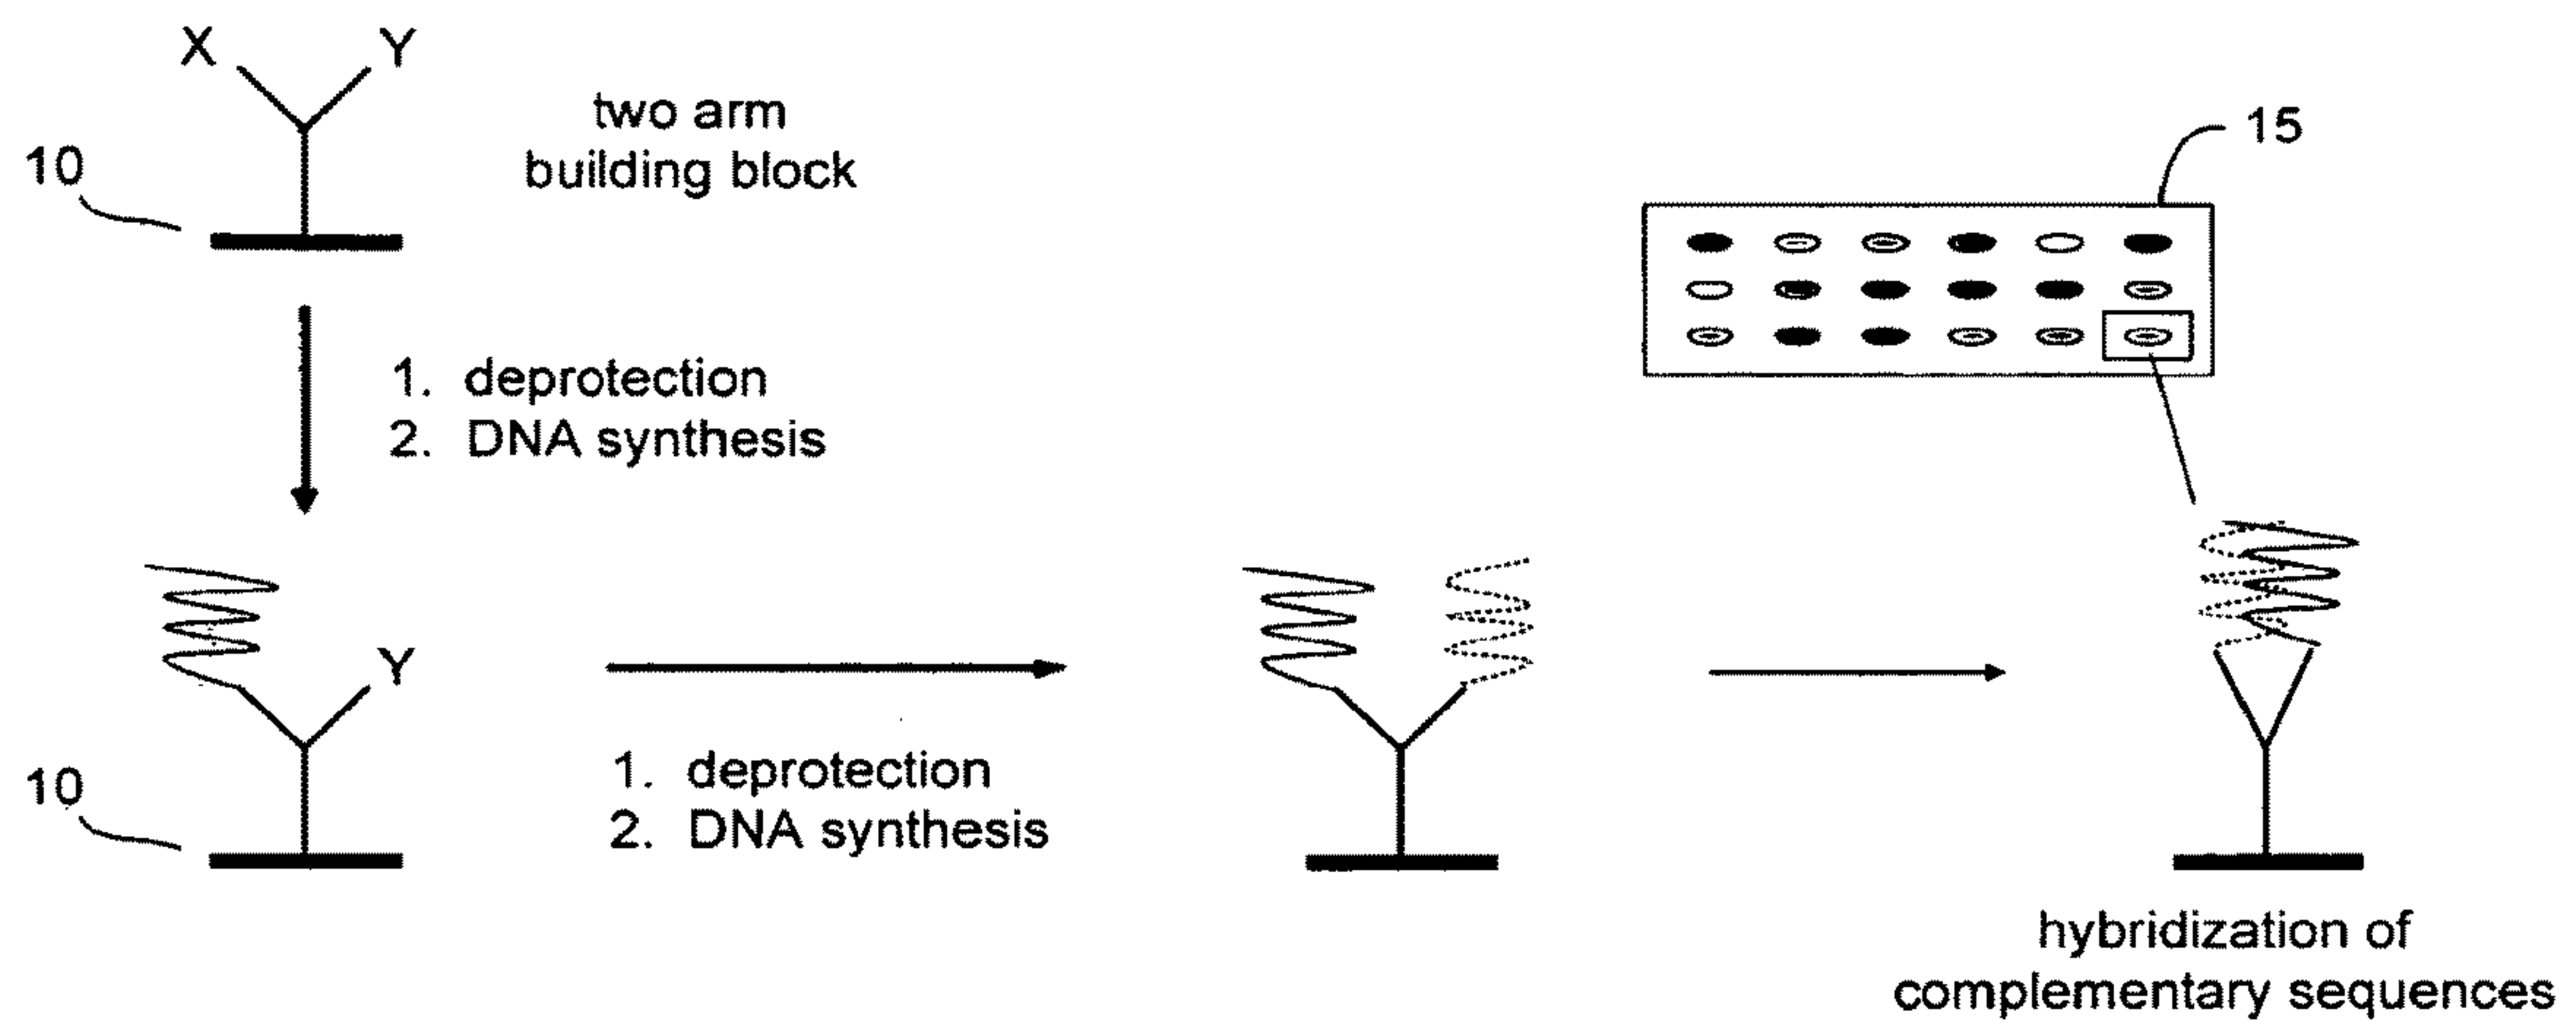 X Y
two arm
building block
10
15
1. deprotection
2. DNA synthesis
Y
10
1. deprotection
2. DNA synthesis
hybridization of
complementary sequences